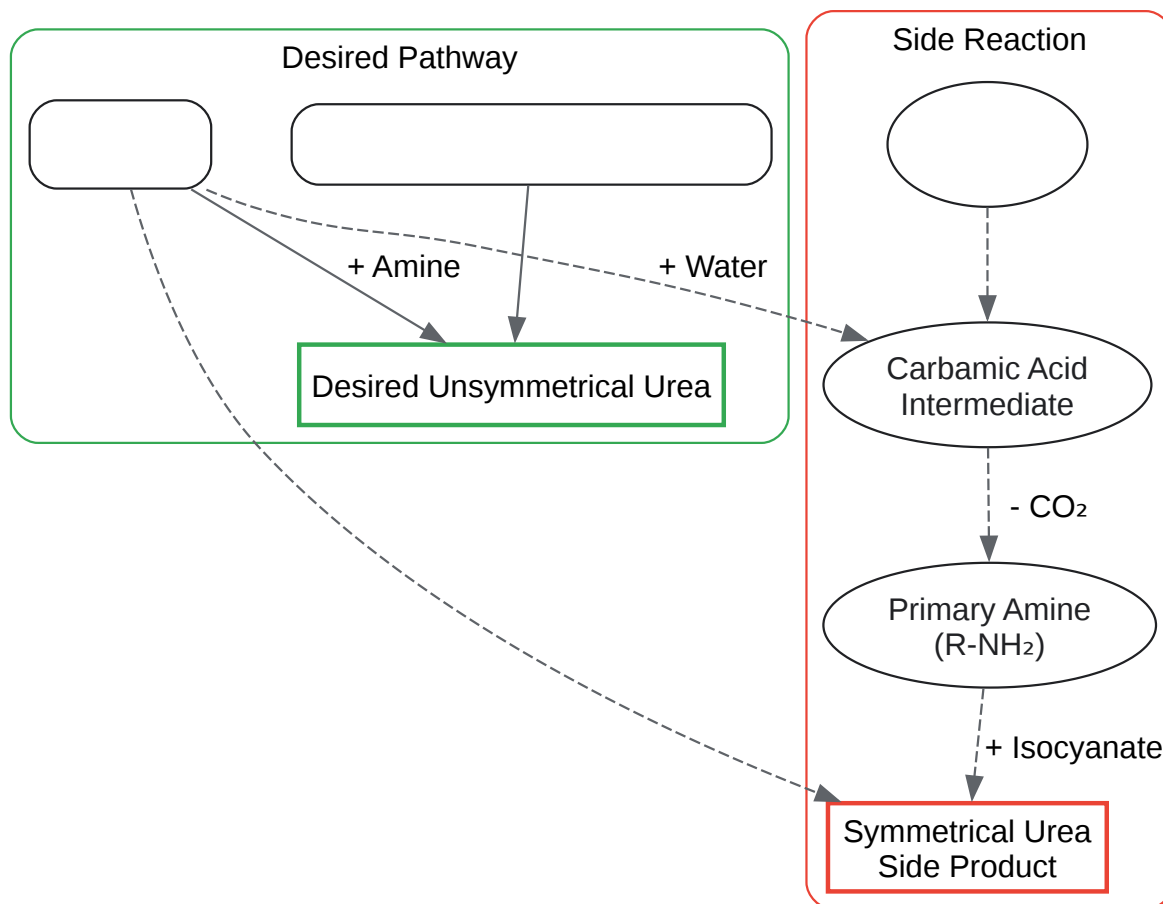 Desired Pathway
Side Reaction
+ Amine
+ Water
Desired Unsymmetrical Urea
Carbamic Acid
Intermediate
- CO₂
Primary Amine
(R-NH₂)
+ Isocyanate
Symmetrical Urea
Side Product